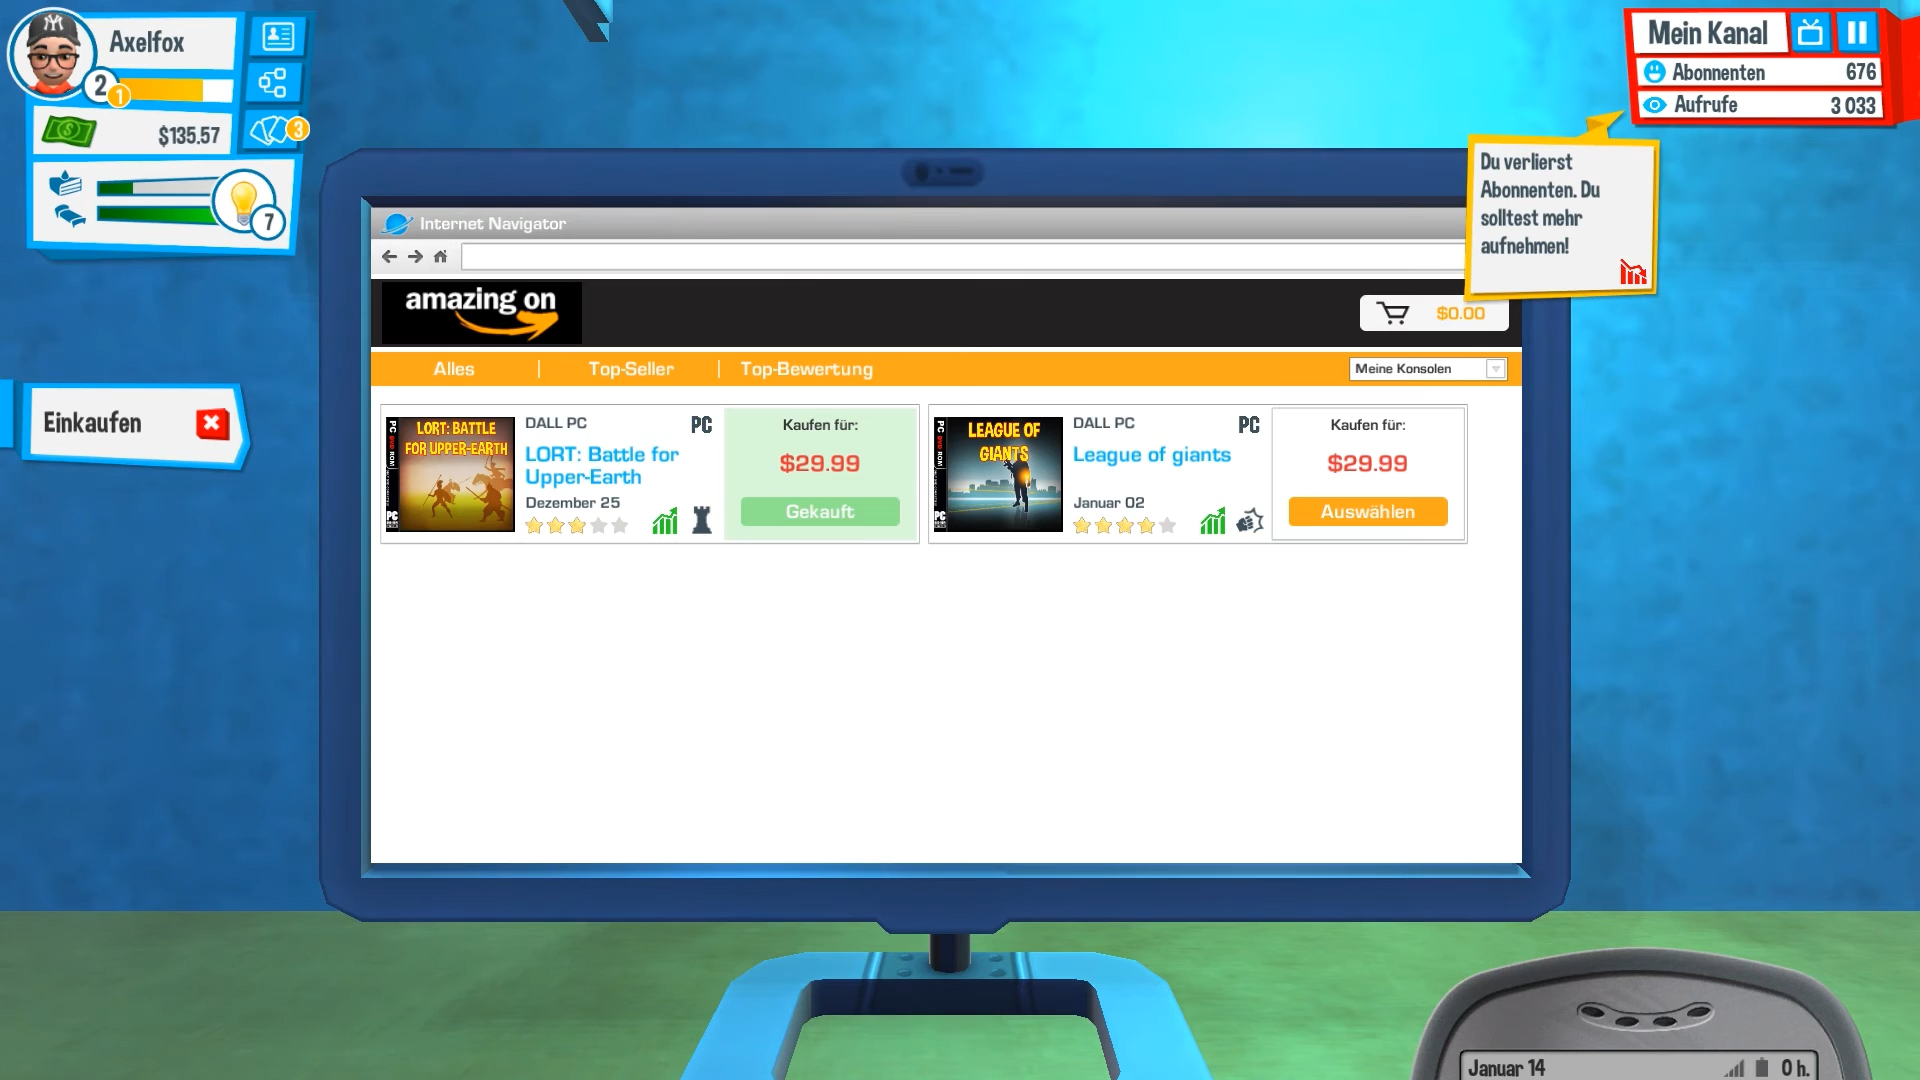 Axelfox
2
1
$135.57
3
7
Mein Kanal
Abonnenten 676
Aufrufe 3 033
Du verlierst
Abonnenten. Du
solltest mehr
aufnehmen!
Einkaufen
Internet Navigator
amazing on
$0.00
Alles | Top-Seller | Top-Bewertung
Meine Konsolen
LORT: BATTLE
FOR UPPER-EARTH
DALL PC
PC
LORT: Battle for
Upper-Earth
Dezember 25
Kaufen für:
$29.99
Gekauft
LEAGUE OF
GIANTS
DALL PC
PC
League of giants
Januar 02
Kaufen für:
$29.99
Auswählen
Januar 14
0 h.